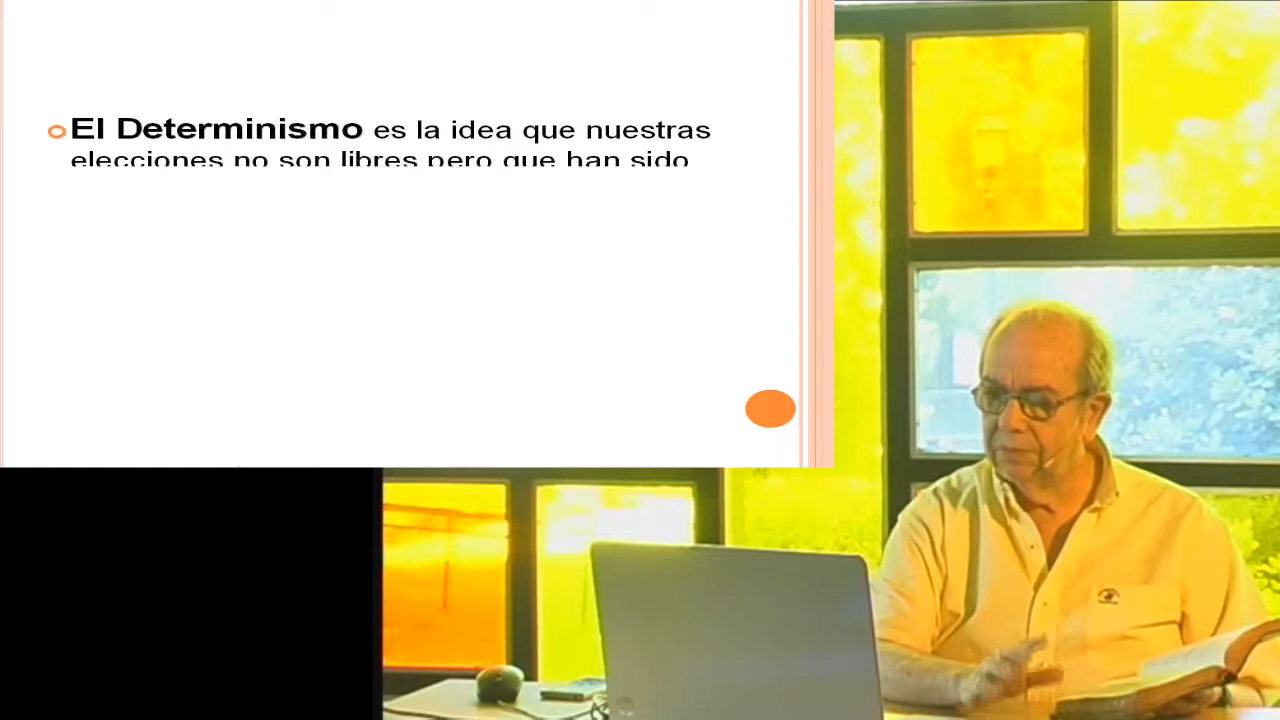 El Determinismo es la idea que nuestras
elecciones no son libres pero que han sido